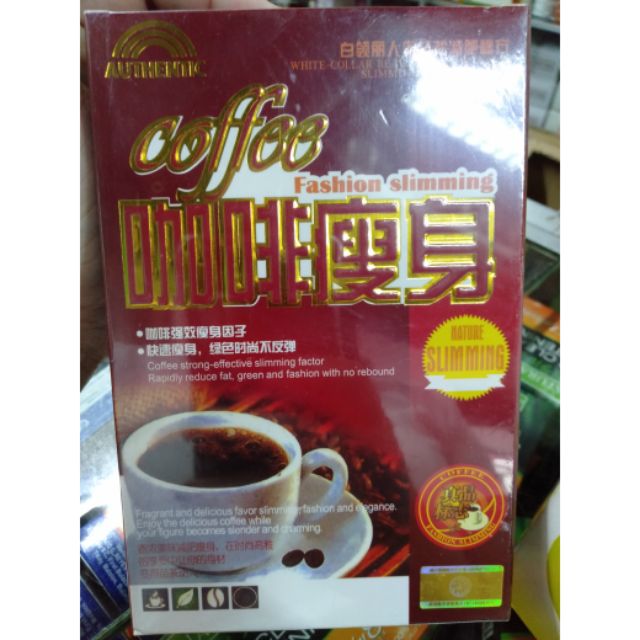 AUTHENTIC
白领丽人
WHITE-COLLAR
coffee
Fashion slimming
咖啡瘦身
• 咖啡强效瘦身因子
• 快速瘦身，绿色时尚不反弹
Coffee strong-effective slimming factor
Rapidly reduce fat, green and fashion with no rebound
NATURE
SLIMMING
Fragrant and delicious favor slimming, fashion and elegance.
Enjoy the delicious coffee while
your figure becomes slender and charming.
COFFEE
FASHION SLIMMING